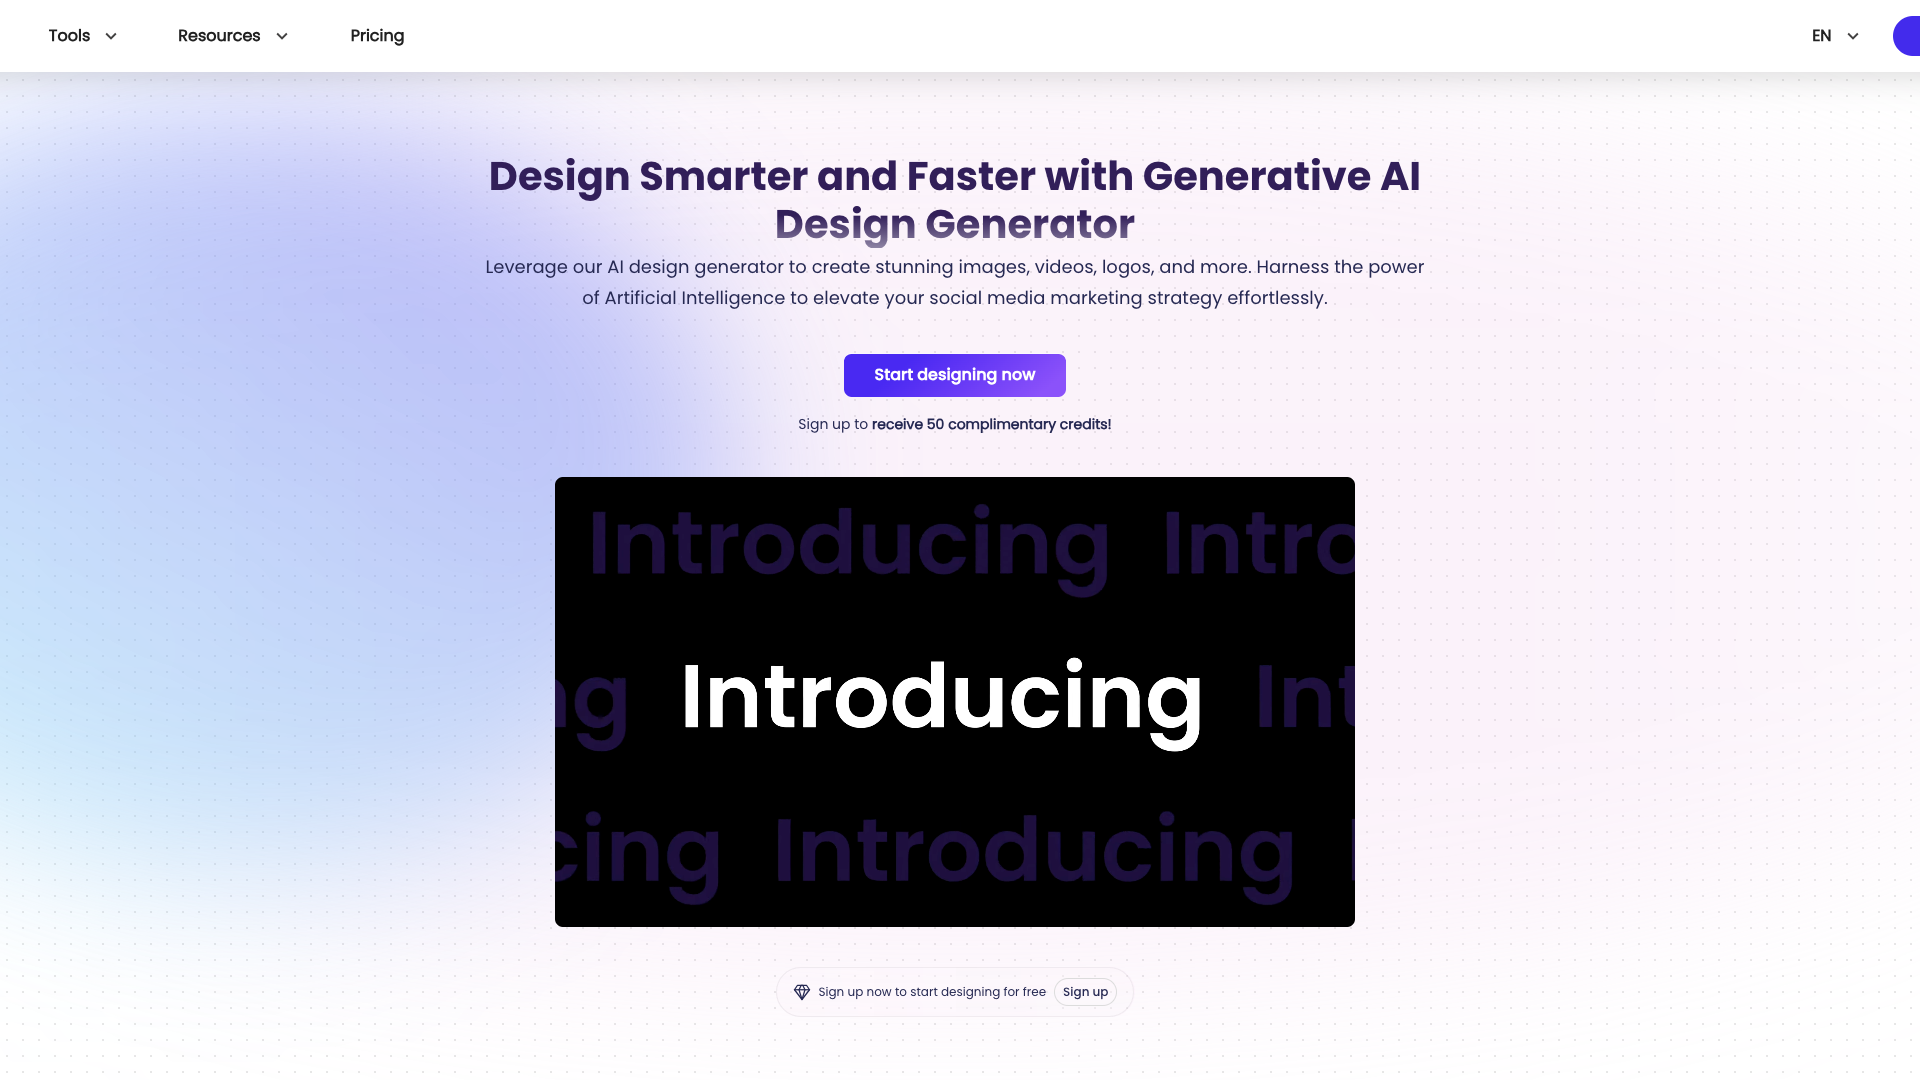 Tools
Resources
Pricing
EN
Design Smarter and Faster with Generative AI
Design Generator
Leverage our AI design generator to create stunning images, videos, logos, and more. Harness the power
of Artificial Intelligence to elevate your social media marketing strategy effortlessly.
Start designing now
Sign up to receive 50 complimentary credits!
Introducing Intro
ng Introducing Int
cing Introducing
Sign up now to start designing for free Sign up